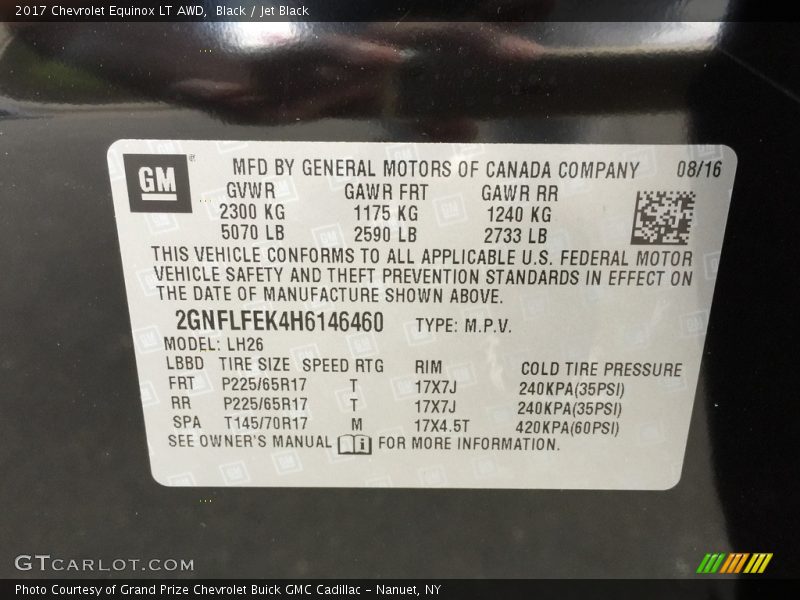 2017 Chevrolet Equinox LT AWD, Black / Jet Black
GM
MFD BY GENERAL MOTORS OF CANADA COMPANY 08/16
GVWR GAWR FRT GAWR RR
2300 KG 1175 KG 1240 KG
5070 LB 2590 LB 2733 LB
THIS VEHICLE CONFORMS TO ALL APPLICABLE U.S. FEDERAL MOTOR
VEHICLE SAFETY AND THEFT PREVENTION STANDARDS IN EFFECT ON
THE DATE OF MANUFACTURE SHOWN ABOVE.
2GNFLFEK4H6146460 TYPE: M.P.V.
MODEL: LH26
LBBD TIRE SIZE SPEED RTG RIM COLD TIRE PRESSURE
FRT P225/65R17 T 17X7J 240KPA(35PSI)
RR P225/65R17 T 17X7J 240KPA(35PSI)
SPA T145/70R17 M 17X4.5T 420KPA(60PSI)
SEE OWNER'S MANUAL i FOR MORE INFORMATION.
GTCARLOT.COM
Photo Courtesy of Grand Prize Chevrolet Buick GMC Cadillac - Nanuet, NY